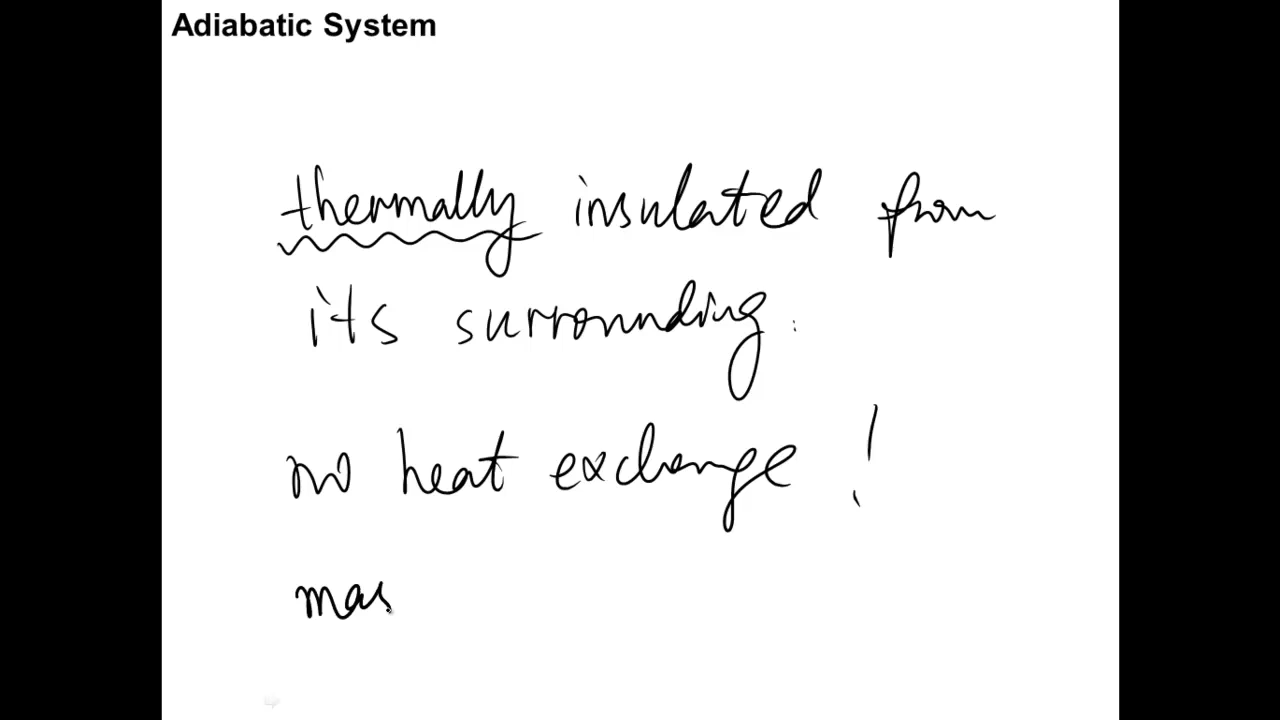 Adiabatic System
thermally insulated from
its surrounding.
no heat exchange !
mas